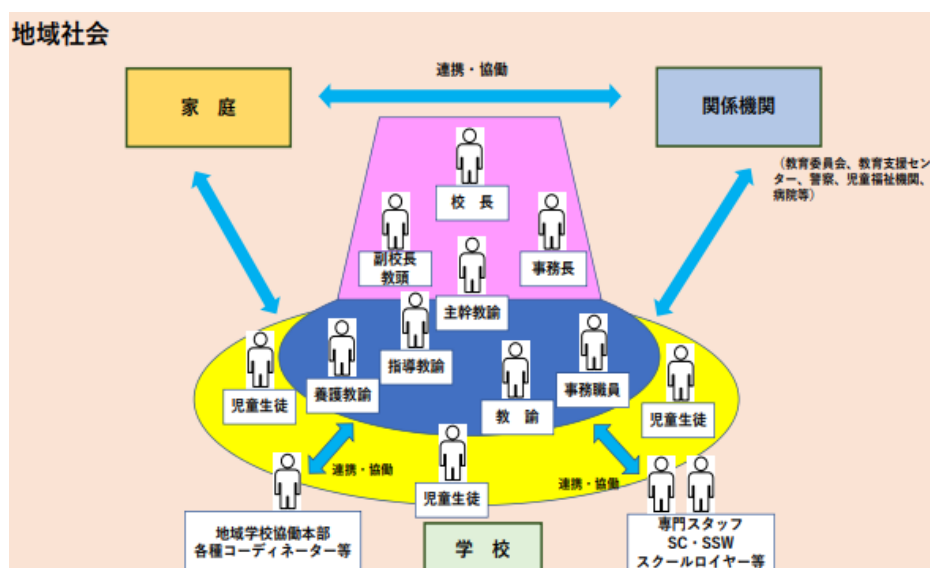 地域社会
連携・協働
家　庭
関係機関
（教育委員会、教育支援セン
ター、警察、児童福祉機関、
病院等）
校　長
副校長
教頭
事務長
主幹教諭
指導教諭
養護教諭
事務職員
教　諭
児童生徒
児童生徒
連携・協働
児童生徒
連携・協働
地域学校協働本部
各種コーディネーター等
学　校
専門スタッフ
SC・SSW
スクールロイヤー等